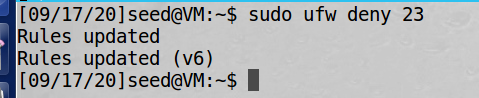 [09/17/20]seed@VM:~$ sudo ufw deny 23
Rules updated
Rules updated (v6)
[09/17/20]seed@VM:~$